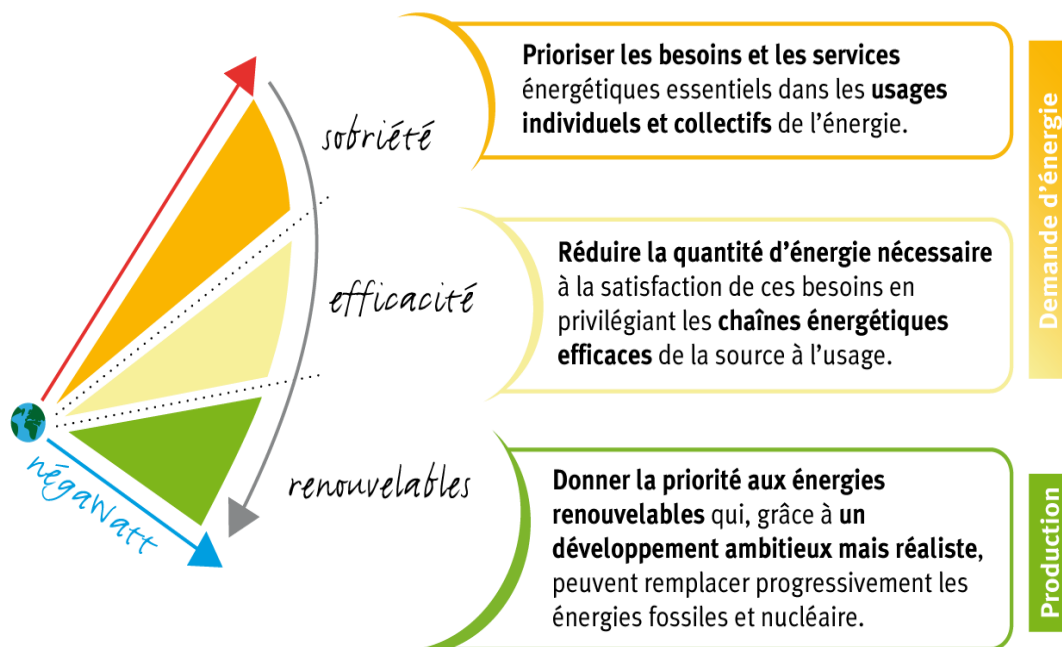 sobriété
Prioriser les besoins et les services
énergétiques essentiels dans les usages
individuels et collectifs de l’énergie.
efficacité
Réduire la quantité d’énergie nécessaire
à la satisfaction de ces besoins en
privilégiant les chaînes énergétiques
efficaces de la source à l’usage.
Demande d’énergie
négaWatt
renouvelables
Donner la priorité aux énergies
renouvelables qui, grâce à un
développement ambitieux mais réaliste,
peuvent remplacer progressivement les
énergies fossiles et nucléaire.
Production